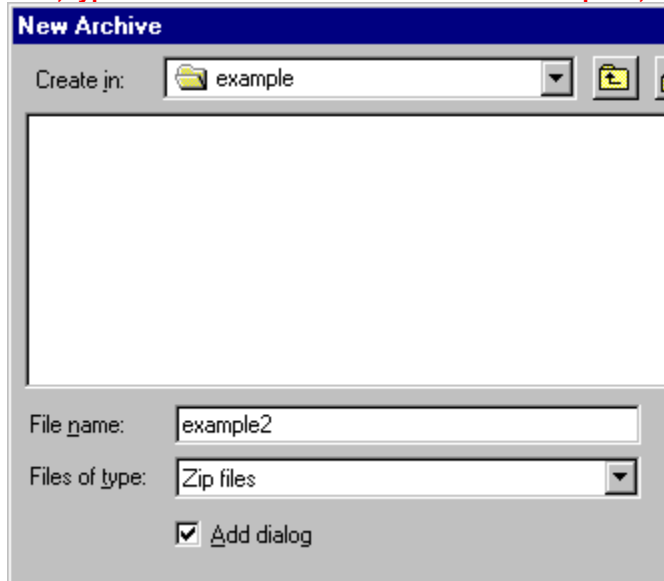 New Archive
Create in: example
File name: example2
Files of type: Zip files
Add dialog